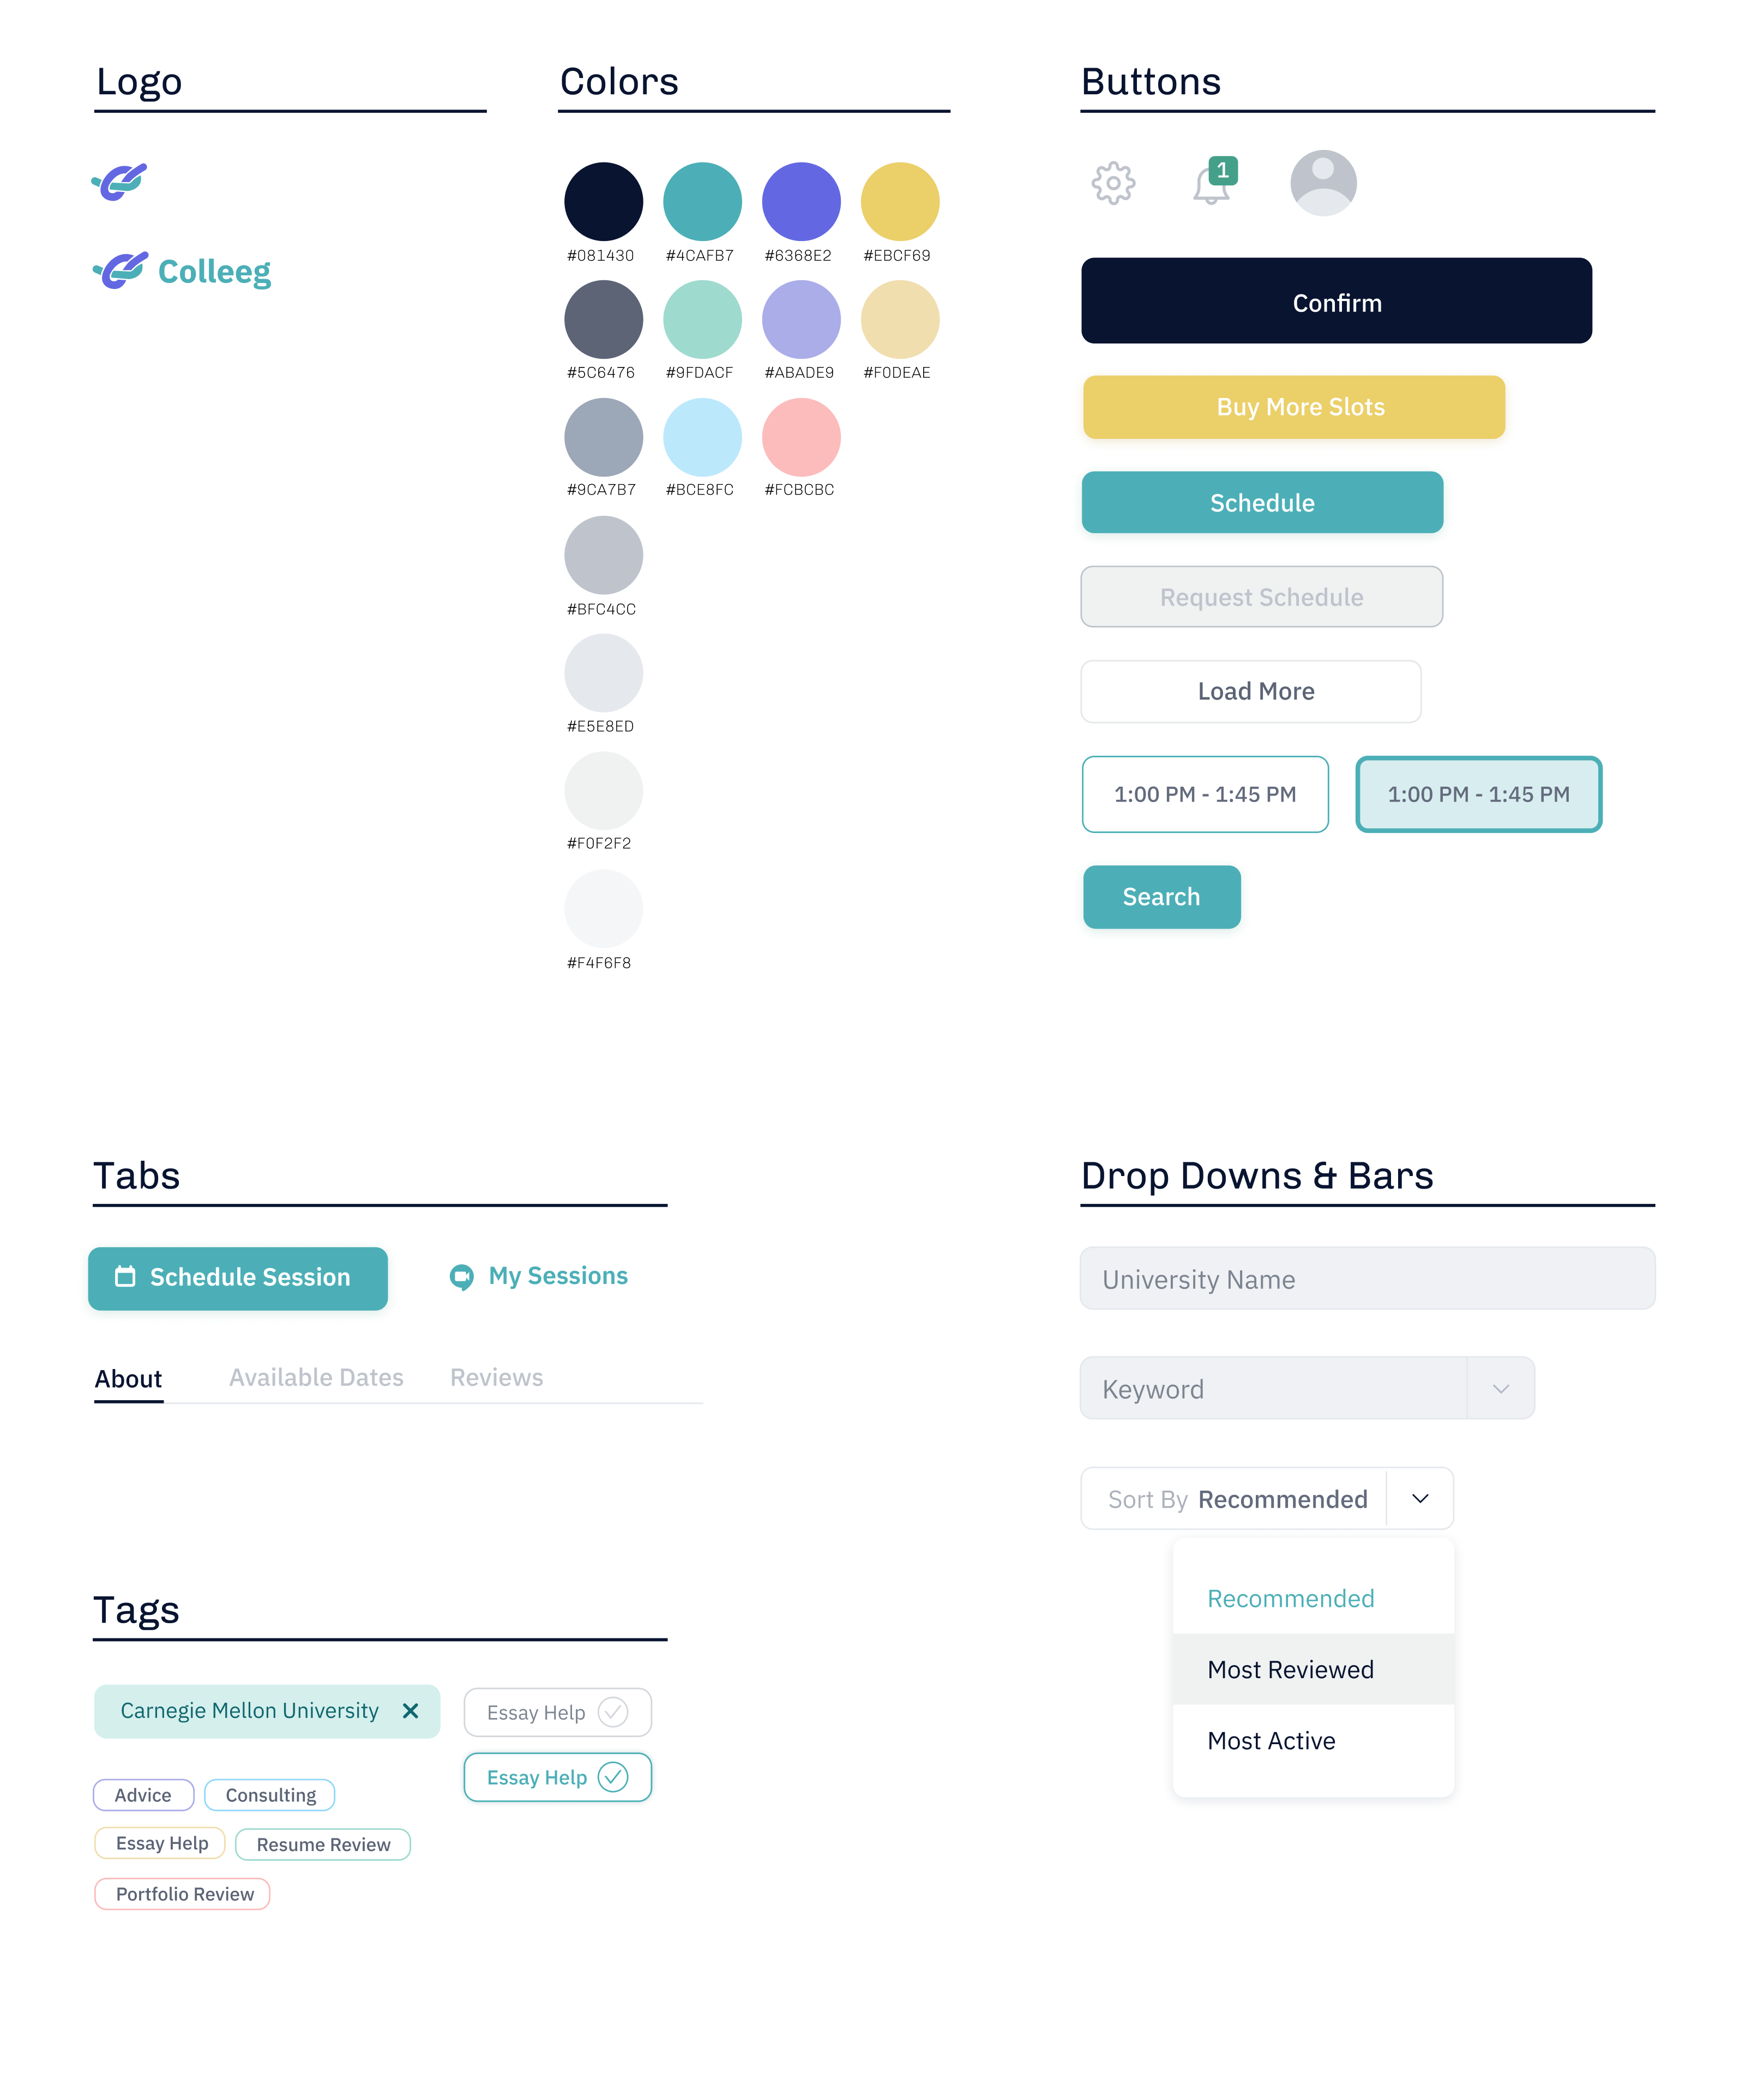 Logo
Colleeg
Colors
#081430 #4CAFB7 #6368E2 #EBCF69
#5C6476 #9FDACF #ABADE9 #F0DEAE
#9CA7B7 #BCE8FC #FCBCBC
#BFC4CC
#E5E8ED
#F0F2F2
#F4F6F8
Buttons
1
Confirm
Buy More Slots
Schedule
Request Schedule
Load More
1:00 PM - 1:45 PM 1:00 PM - 1:45 PM
Search
Tabs
Schedule Session My Sessions
About Available Dates Reviews
Tags
Carnegie Mellon University
Essay Help
Essay Help
Advice Consulting
Essay Help Resume Review
Portfolio Review
Drop Downs & Bars
University Name
Keyword
Sort By Recommended
Recommended
Most Reviewed
Most Active